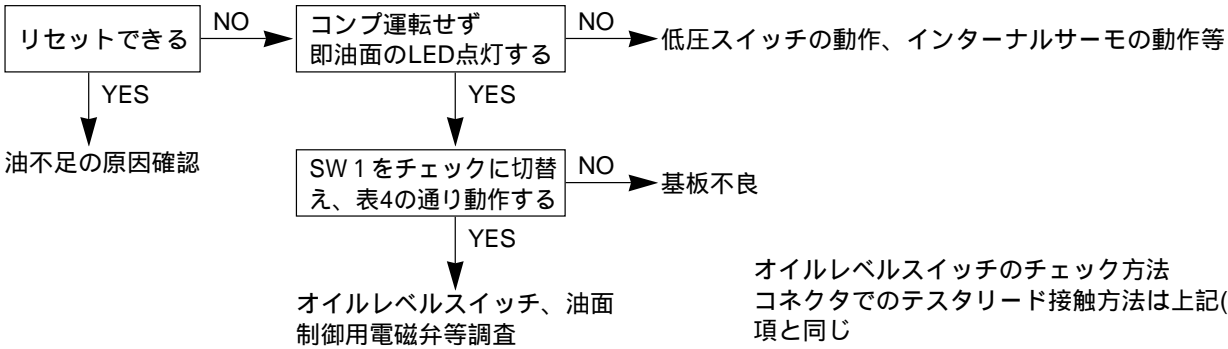 リセットできる
NO
コンプ運転せず
即油面のLED点灯する
NO
低圧スイッチの動作、インターナルサーモの動作等
YES
YES
油不足の原因確認
SW１をチェックに切替
え、表4の通り動作する
NO
基板不良
YES
オイルレベルスイッチ、油面
制御用電磁弁等調査
オイルレベルスイッチのチェック方法
コネクタでのテスタリード接触方法は上記(
項と同じ